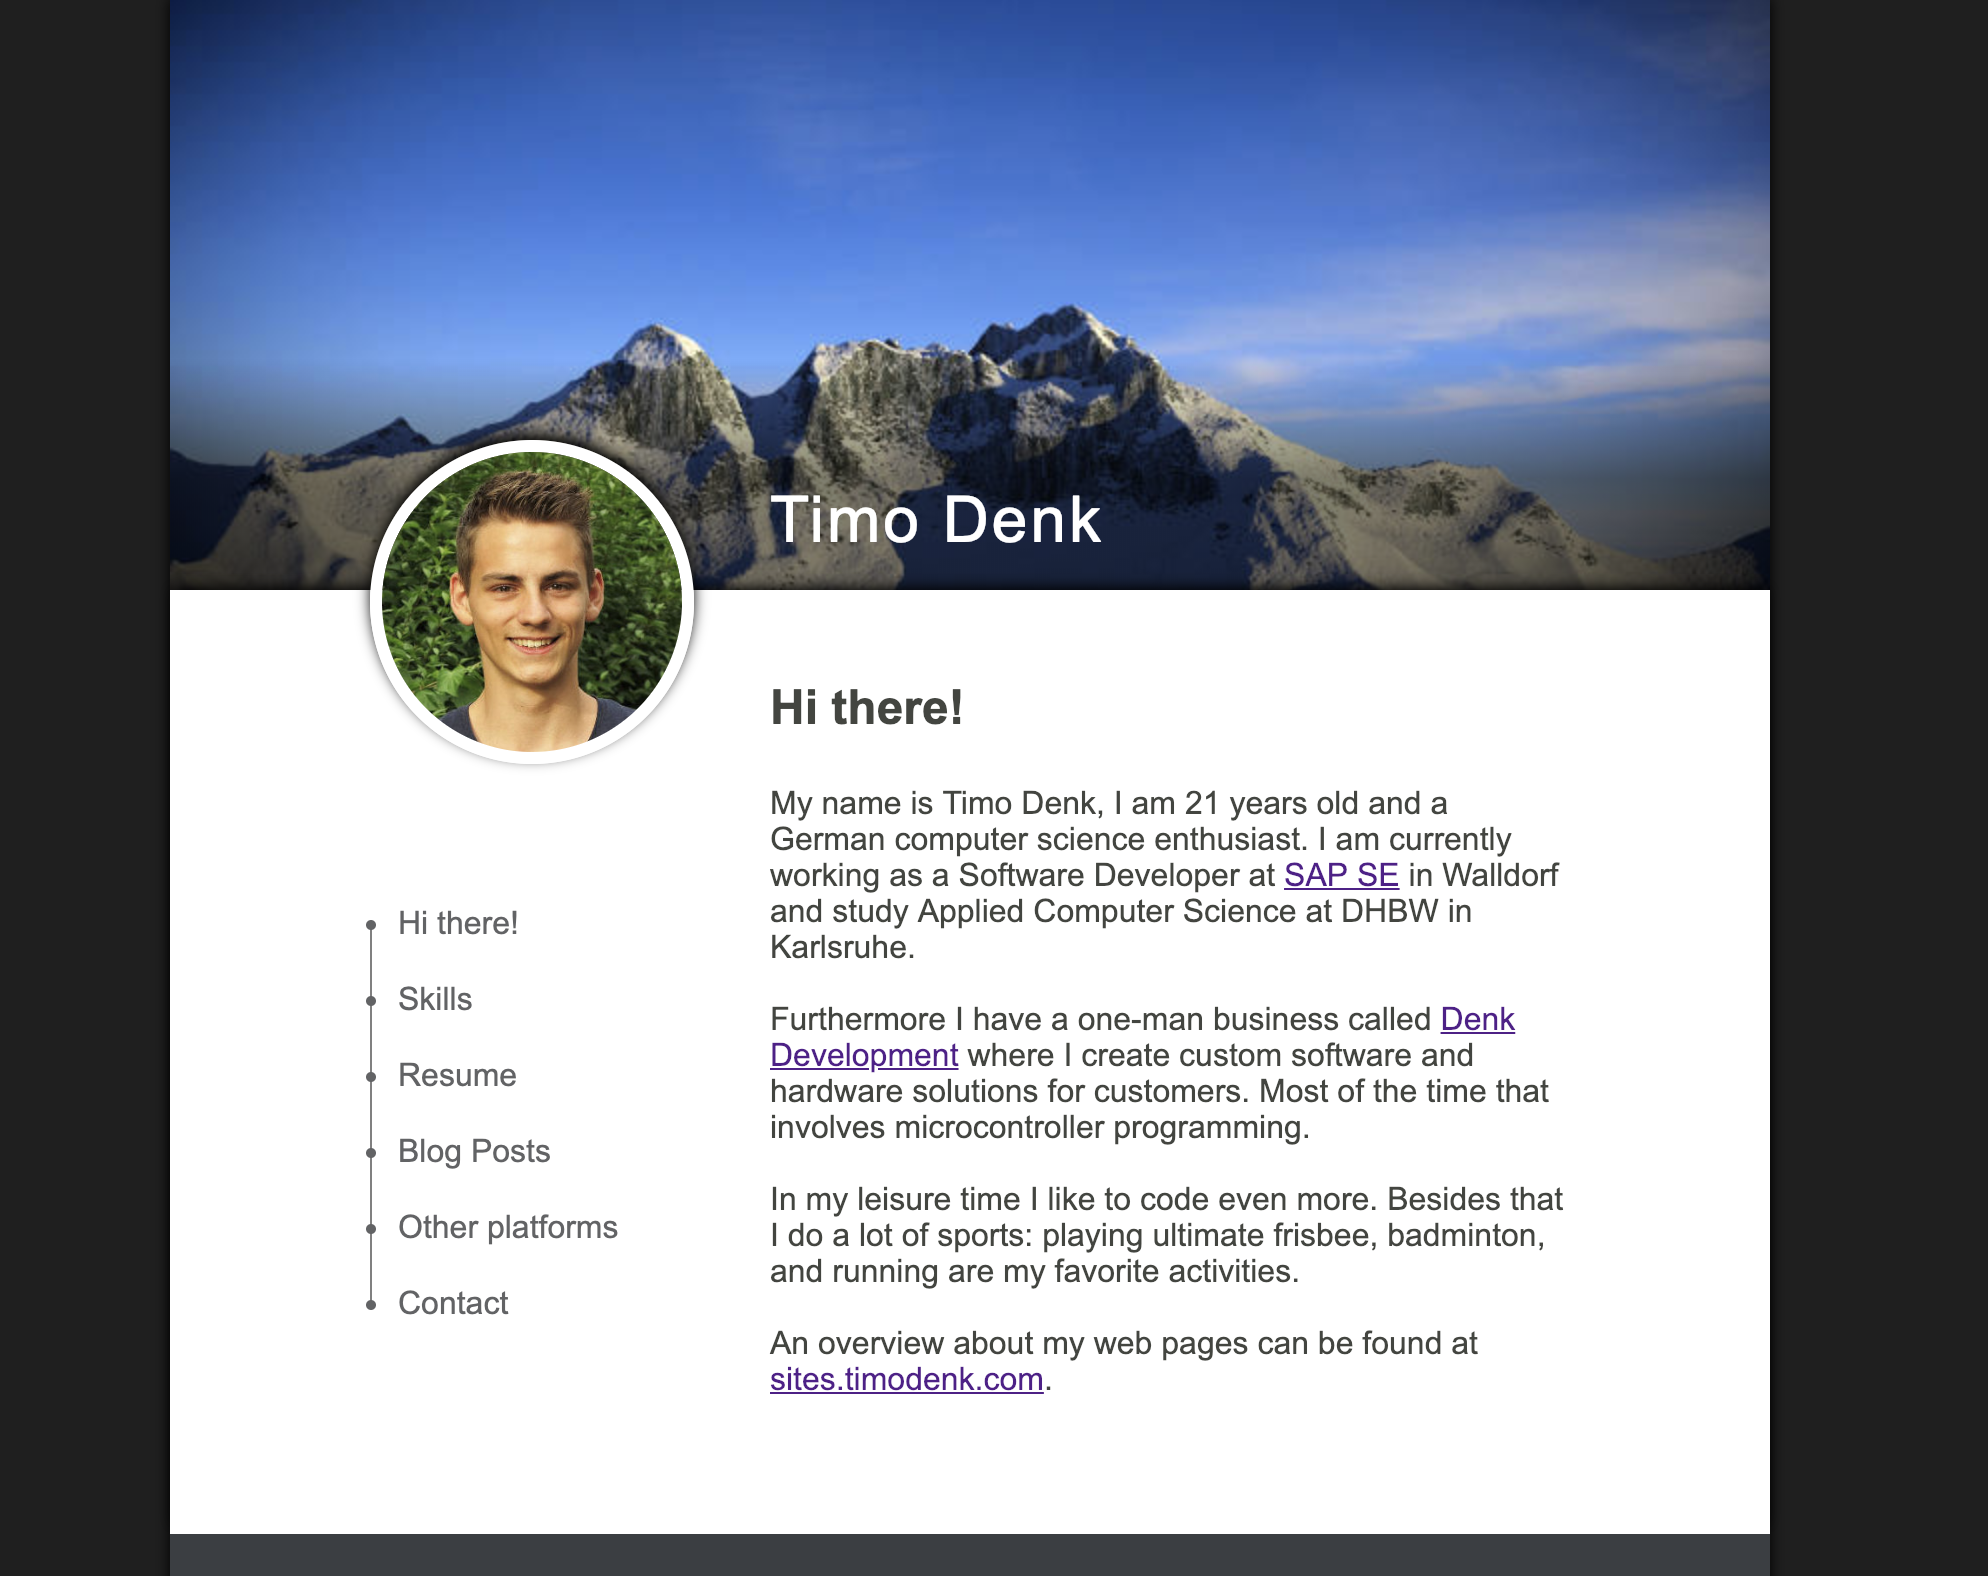 Timo Denk
Hi there!
My name is Timo Denk, I am 21 years old and a
German computer science enthusiast. I am currently
working as a Software Developer at SAP SE in Walldorf
and study Applied Computer Science at DHBW in
Karlsruhe.
Furthermore I have a one-man business called Denk
Development where I create custom software and
hardware solutions for customers. Most of the time that
involves microcontroller programming.
In my leisure time I like to code even more. Besides that
I do a lot of sports: playing ultimate frisbee, badminton,
and running are my favorite activities.
An overview about my web pages can be found at
sites.timodenk.com.
Hi there!
Skills
Resume
Blog Posts
Other platforms
Contact